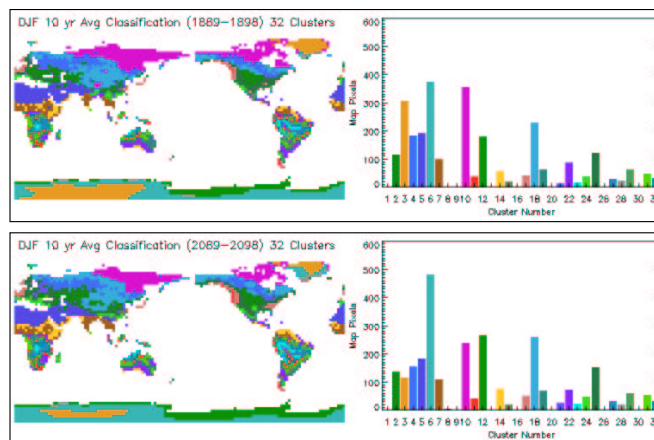 DJF 10 yr Avg Classification (1889–1898) 32 Clusters
600
500
400
300
200
100
0
Map Pixels
1 2 3 4 5 6 7 8 9 10 12 14 16 18 20 22 24 26 28 30 3
Cluster Number
DJF 10 yr Avg Classification (2089–2098) 32 Clusters
600
500
400
300
200
100
0
Map Pixels
1 2 3 4 5 6 7 8 9 10 12 14 16 18 20 22 24 26 28 30 3
Cluster Number